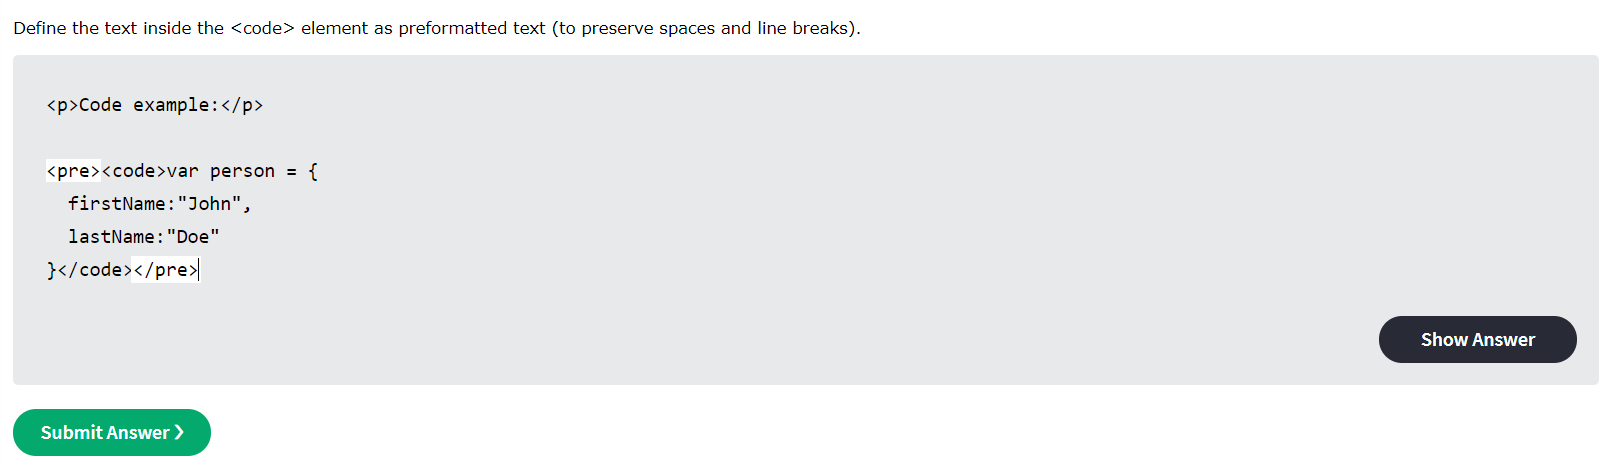 Define the text inside the <code> element as preformatted text (to preserve spaces and line breaks).
<p>Code example:</p>
<pre><code>var person = {
  firstName:"John",
  lastName:"Doe"
}</code></pre>
Show Answer
Submit Answer ❯